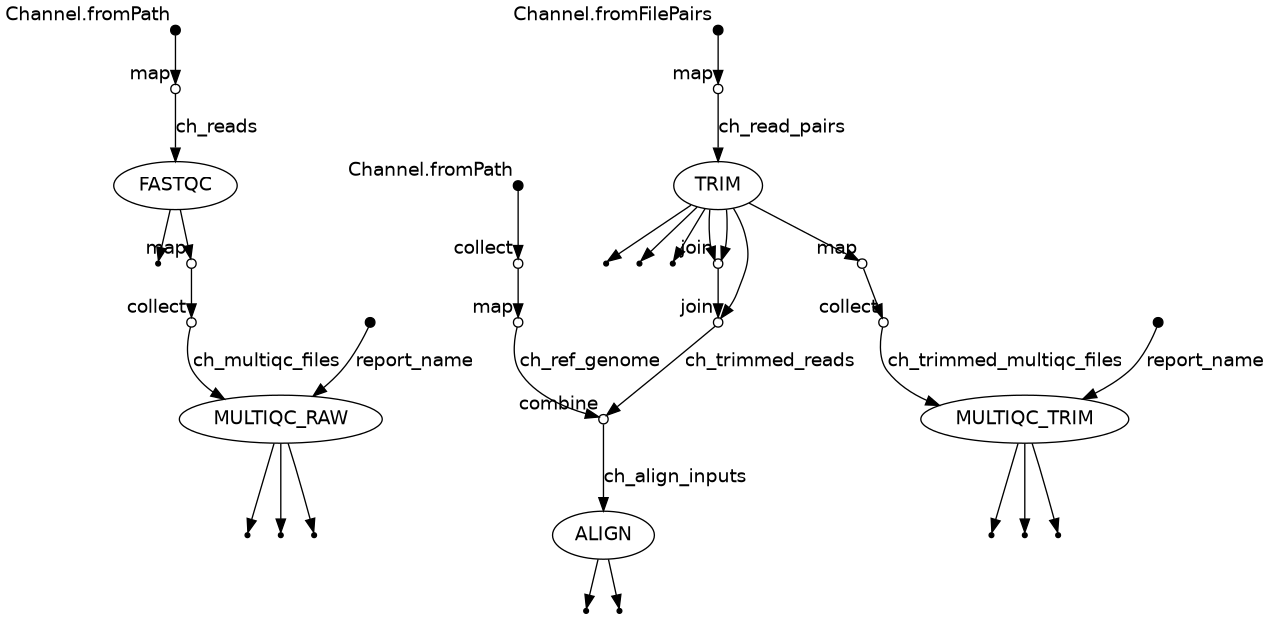 Channel.fromPath
Channel.fromFilePairs
map
map
ch_reads
ch_read_pairs
Channel.fromPath
FASTQC
TRIM
map
collect
join
map
collect
map
join
collect
ch_multiqc_files
report_name
ch_ref_genome
ch_trimmed_reads
ch_trimmed_multiqc_files
report_name
combine
MULTIQC_RAW
MULTIQC_TRIM
ch_align_inputs
ALIGN